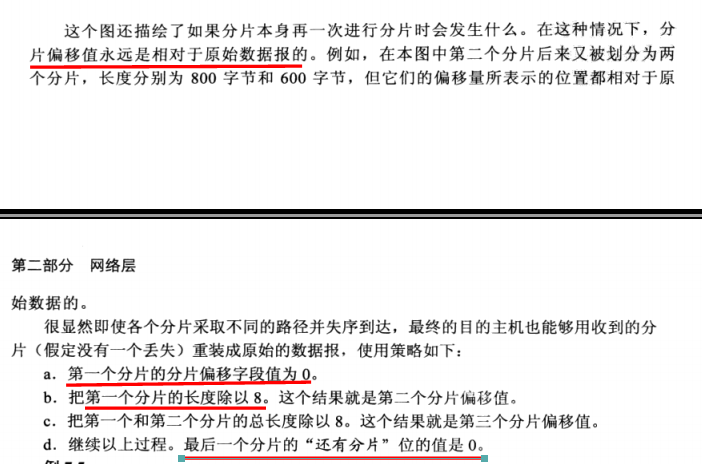 这个图还描绘了如果分片本身再一次进行分片时会发生什么。在这种情况下，分
片偏移值永远是相对于原始数据报的。例如，在本图中第二个分片后来又被划分为两
个分片，长度分别为 800 字节和 600 字节，但它们的偏移量所表示的位置都相对于原
第二部分 网络层
始数据的。
很显然即使各个分片采取不同的路径并失序到达，最终的目的主机也能够用收到的分
片（假定没有一个丢失）重装成原始的数据报，使用策略如下：
a．第一个分片的分片偏移字段值为 0。
b．把第一个分片的长度除以 8。这个结果就是第二个分片偏移值。
c．把第一个和第二个分片的总长度除以 8。这个结果就是第三个分片偏移值。
d．继续以上过程。最后一个分片的“还有分片”位的值是 0。